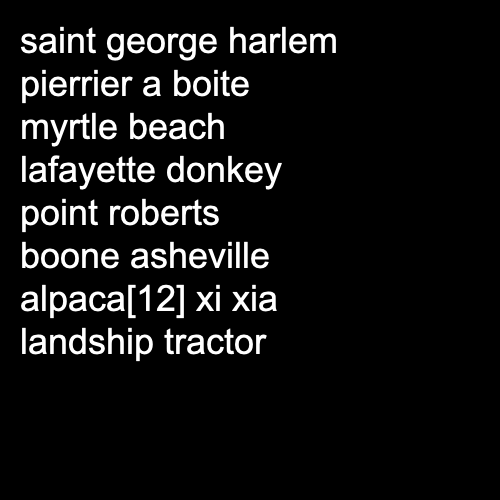 saint george harlem
pierrier a boite
myrtle beach
lafayette donkey
point roberts
boone asheville
alpaca[12] xi xia
landship tractor